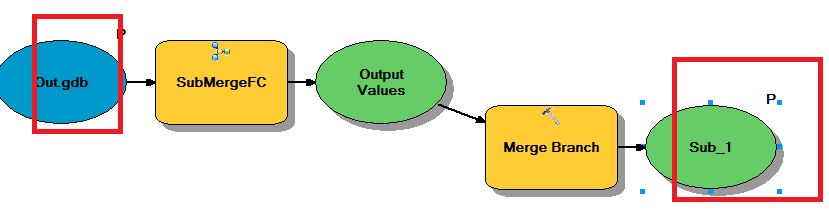 P
Out.gdb
SubMergeFC
Output
Values
Merge Branch
P
Sub_1